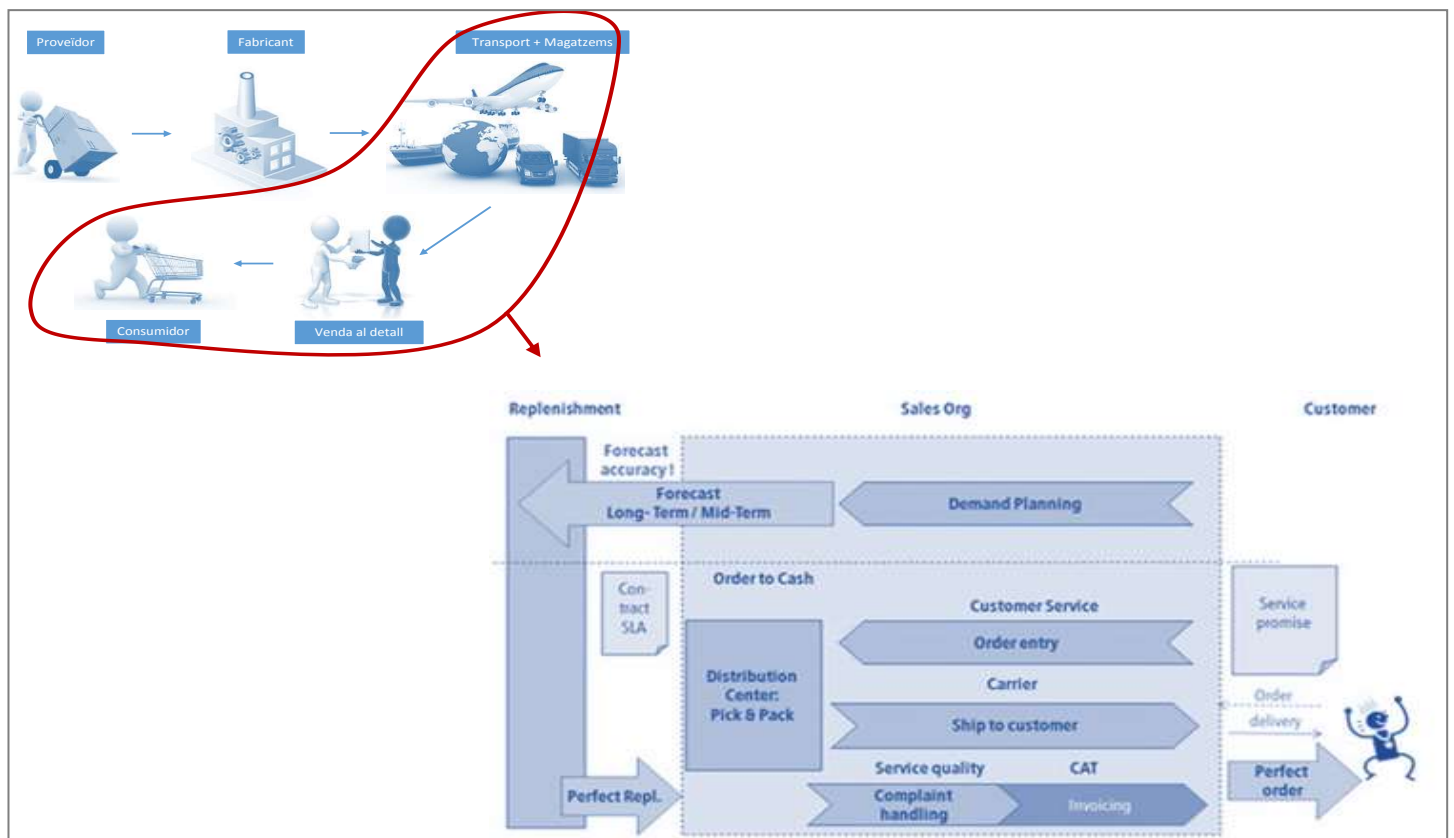 Proveïdor
Fabricant
Transport + Magatzems
Consumidor
Venda al detall
Replenishment
Sales Org
Customer
Forecast
accuracy!
Forecast
Long- Term / Mid-Term
Demand Planning
Order to Cash
Con-
tract
SLA
Customer Service
Service
promise
Order entry
Distribution
Center:
Pick & Pack
Carrier
Order
Ship to customer
delivery
Service quality
CAT
Perfect Repl.
Complaint
handling
Invoicing
Perfect
order